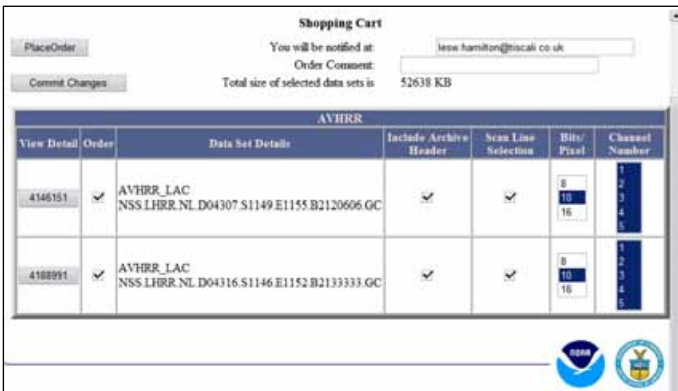 Shopping Cart
PlaceOrder
You will be notified at:
lesw.hamilton@tiscali.co.uk
Order Comment:
Commit Changes
Total size of selected data sets is
52638 KB
AVHRR
View Detail Order Data Set Details Include Archive Header Scan Line Selection Bits/ Pixel Channel Number
4146151
AVHRR_LAC
NSS.LHRR.NL.D04307.S1149.E1155.B2120606.GC
8
10
16
1
2
3
4
5
4188991
AVHRR_LAC
NSS.LHRR.NL.D04316.S1146.E1152.B2133333.GC
8
10
16
1
2
3
4
5
NOAA